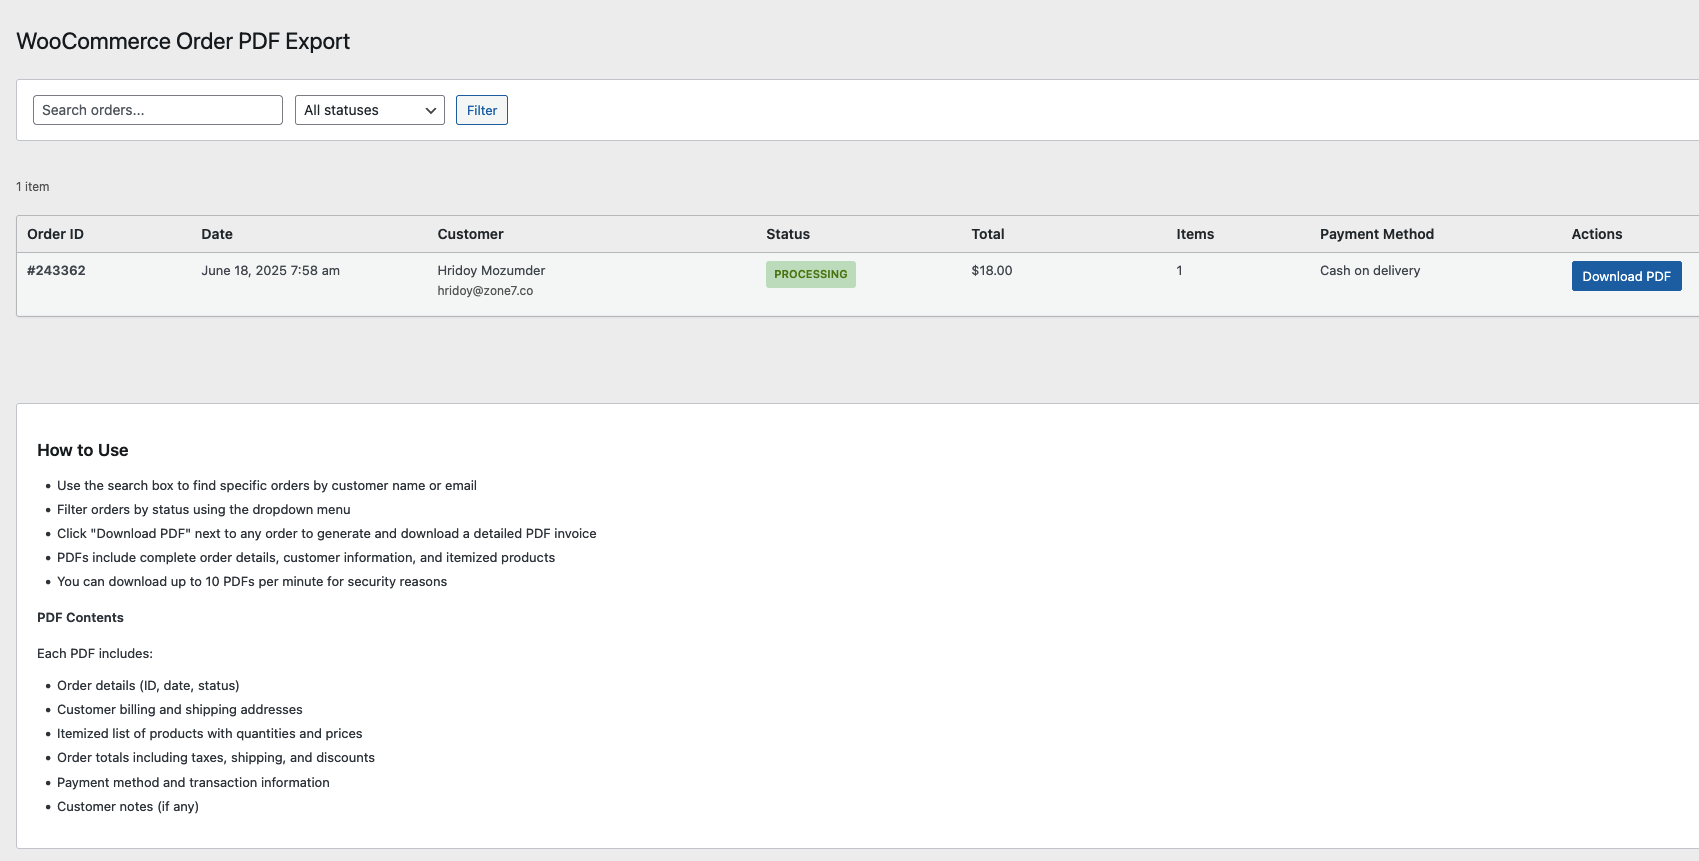 WooCommerce Order PDF Export
Search orders...
All statuses
Filter
1 item
Order ID Date Customer Status Total Items Payment Method Actions
#243362 June 18, 2025 7:58 am Hridoy Mozumder PROCESSING $18.00 1 Cash on delivery Download PDF
hridoy@zone7.co
How to Use
• Use the search box to find specific orders by customer name or email
• Filter orders by status using the dropdown menu
• Click "Download PDF" next to any order to generate and download a detailed PDF invoice
• PDFs include complete order details, customer information, and itemized products
• You can download up to 10 PDFs per minute for security reasons
PDF Contents
Each PDF includes:
• Order details (ID, date, status)
• Customer billing and shipping addresses
• Itemized list of products with quantities and prices
• Order totals including taxes, shipping, and discounts
• Payment method and transaction information
• Customer notes (if any)